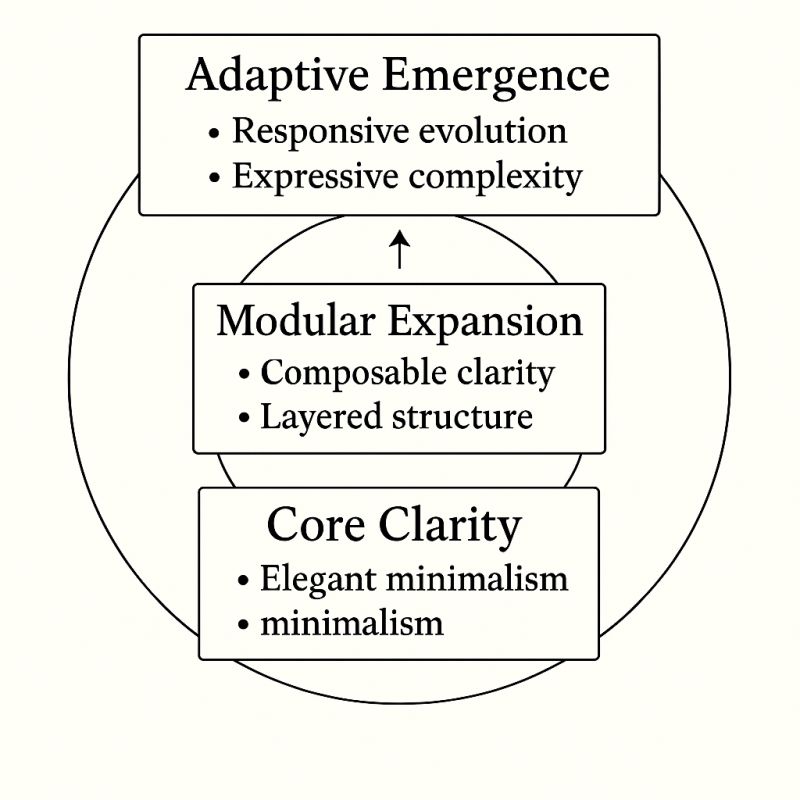 Adaptive Emergence
• Responsive evolution
• Expressive complexity
Modular Expansion
• Composable clarity
• Layered structure
Core Clarity
• Elegant minimalism
• minimalism